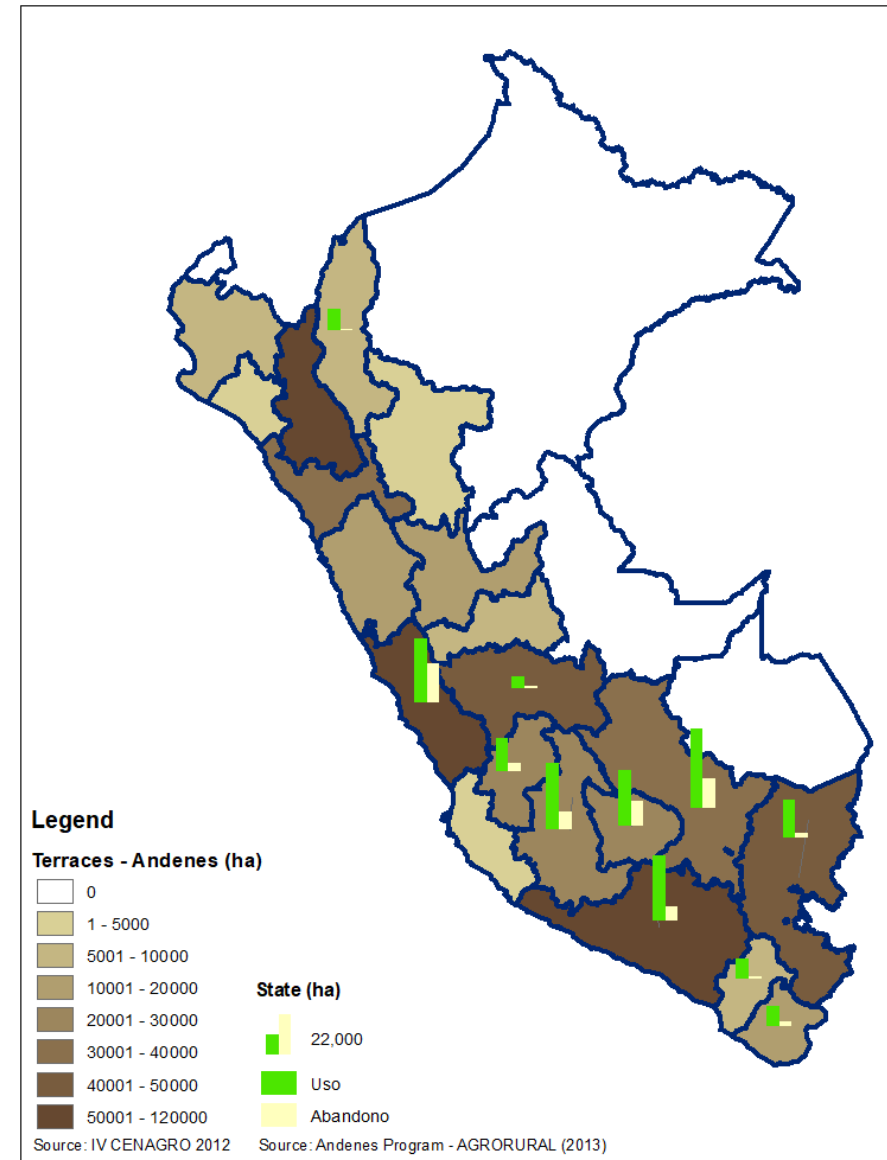 Legend
Terraces - Andenes (ha)
0
1 - 5000
5001 - 10000
10001 - 20000
20001 - 30000
30001 - 40000
40001 - 50000
50001 - 120000
Source: IV CENAGRO 2012
State (ha)
22,000
Uso
Abandono
Source: Andenes Program - AGRORURAL (2013)